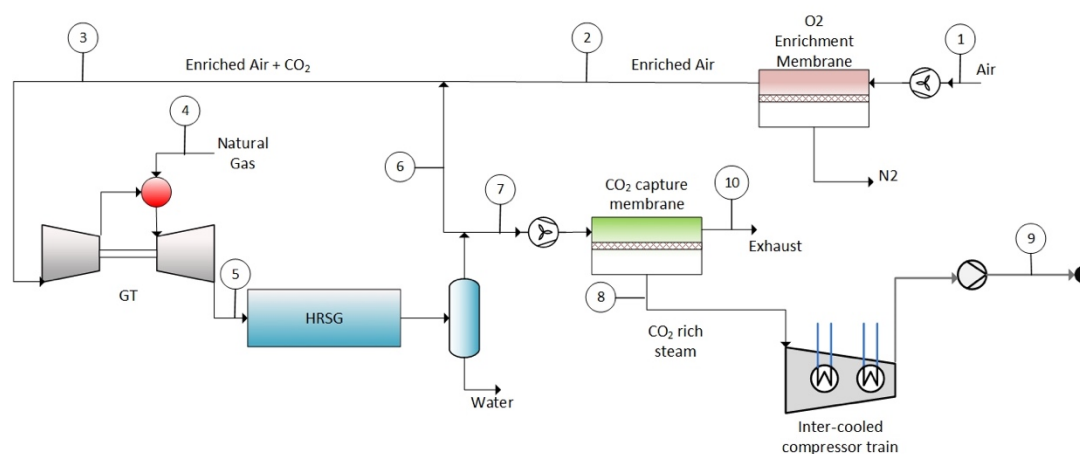 3
2
O2
Enrichment
Membrane
1
Enriched Air + CO₂
Enriched Air
Air
4
Natural
Gas
6
N2
7
CO₂ capture
membrane
10
Exhaust
GT
5
HRSG
8
9
CO₂ rich
steam
Water
Inter-cooled
compressor train